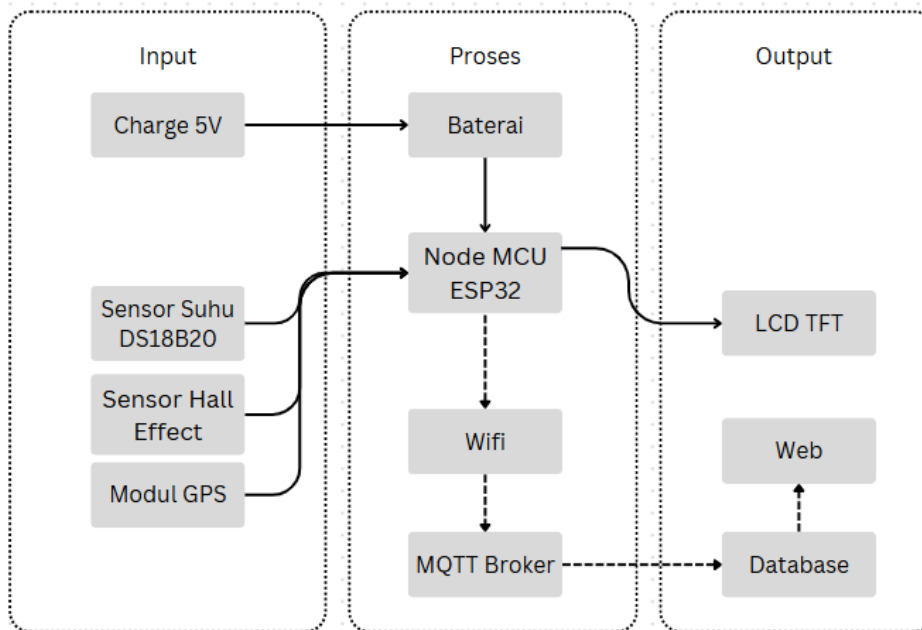 Input
Charge 5V
Sensor Suhu
DS18B20
Sensor Hall
Effect
Modul GPS
Proses
Baterai
Node MCU
ESP32
Wifi
MQTT Broker
Output
LCD TFT
Web
Database